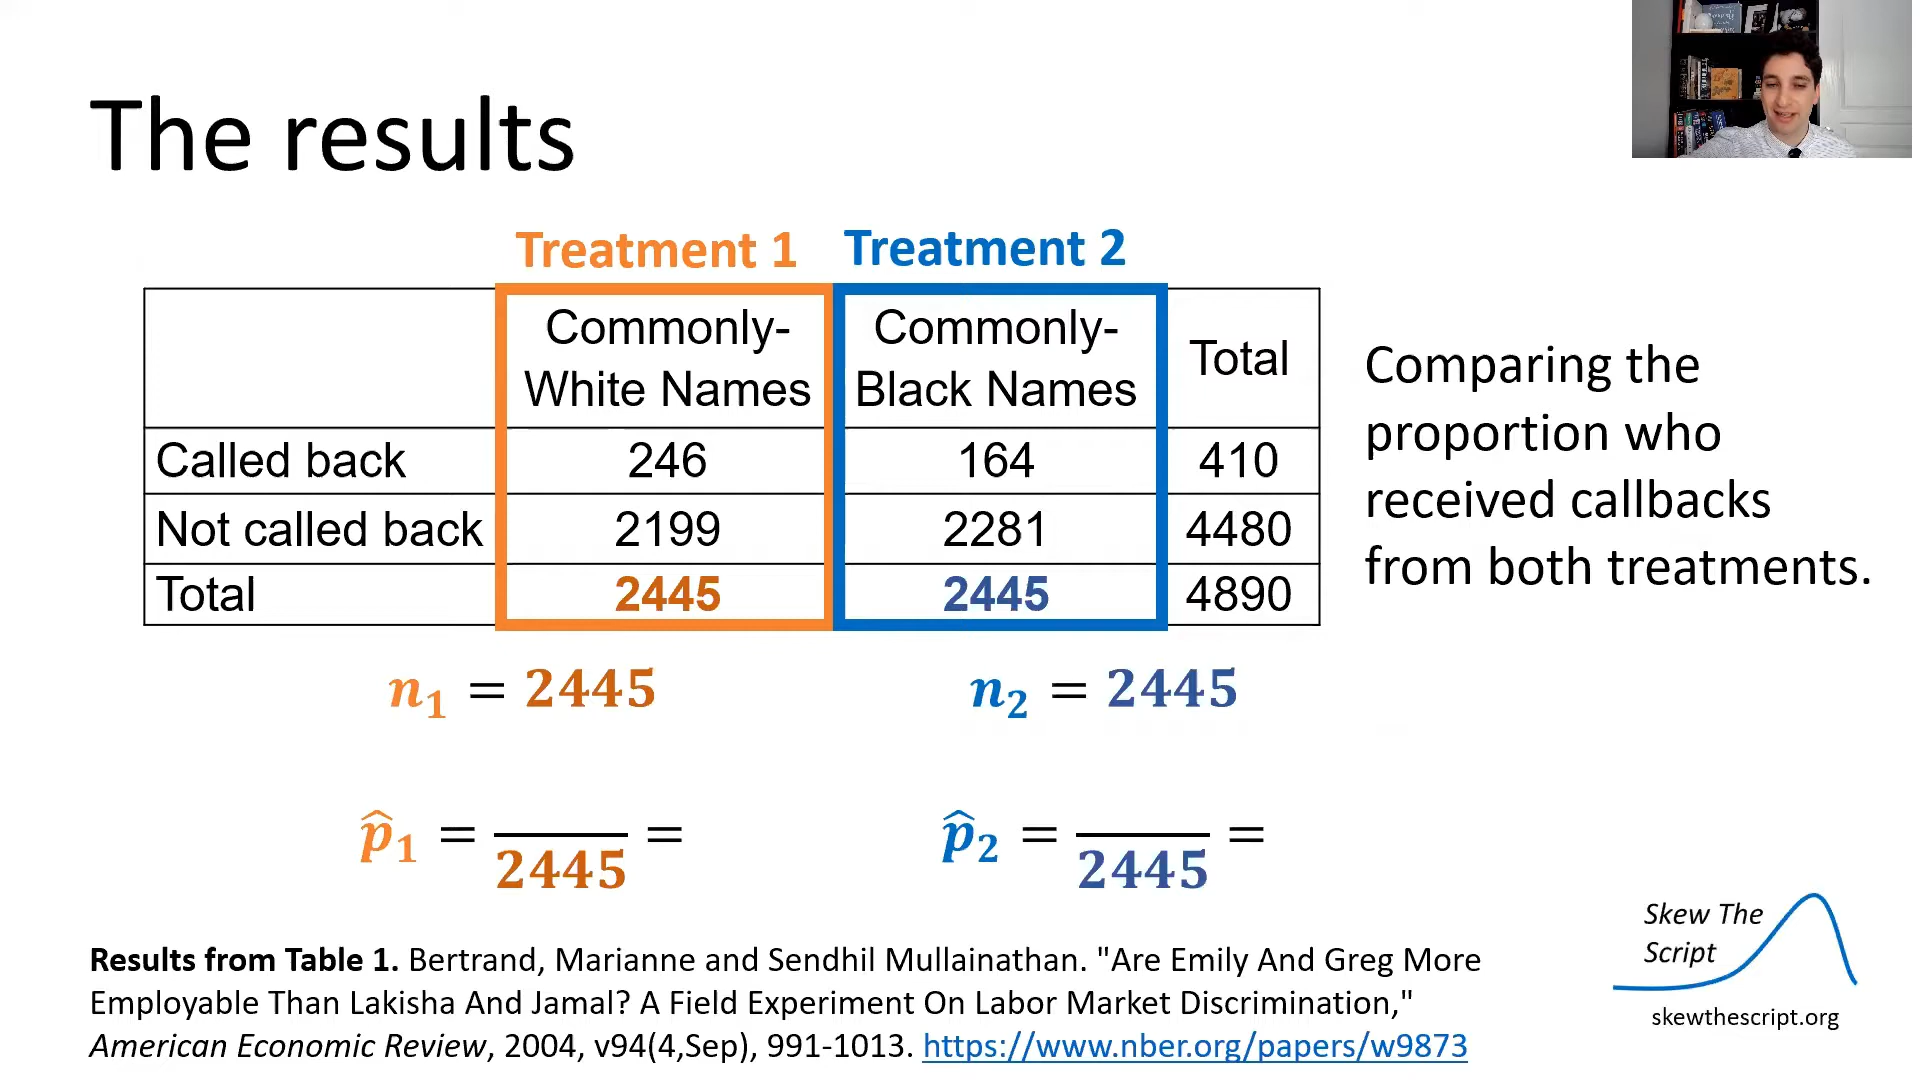 The results
Treatment 1 Treatment 2
Commonly-
White Names
Commonly-
Black Names
Total
Called back 246 164 410
Not called back 2199 2281 4480
Total 2445 2445 4890
Comparing the
proportion who
received callbacks
from both treatments.
n₁ = 2445
n₂ = 2445
p̂₁ = /2445 =
p̂₂ = /2445 =
Results from Table 1. Bertrand, Marianne and Sendhil Mullainathan. "Are Emily And Greg More
Employable Than Lakisha And Jamal? A Field Experiment On Labor Market Discrimination,"
American Economic Review, 2004, v94(4,Sep), 991-1013. https://www.nber.org/papers/w9873
Skew The
Script
skewthescript.org